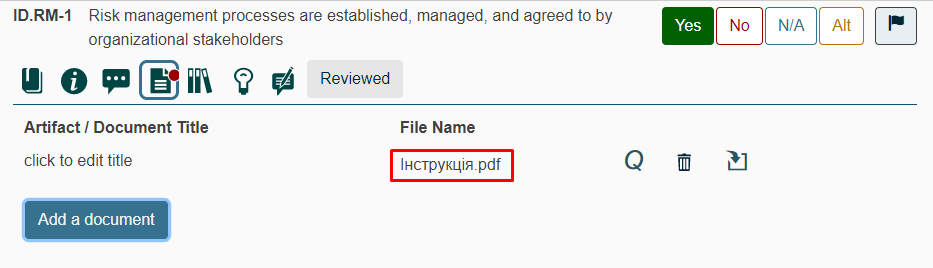 ID.RM-1 Risk management processes are established, managed, and agreed to by
organizational stakeholders
Yes No N/A Alt
Reviewed
Artifact / Document Title File Name
click to edit title Інструкція.pdf Q
Add a document